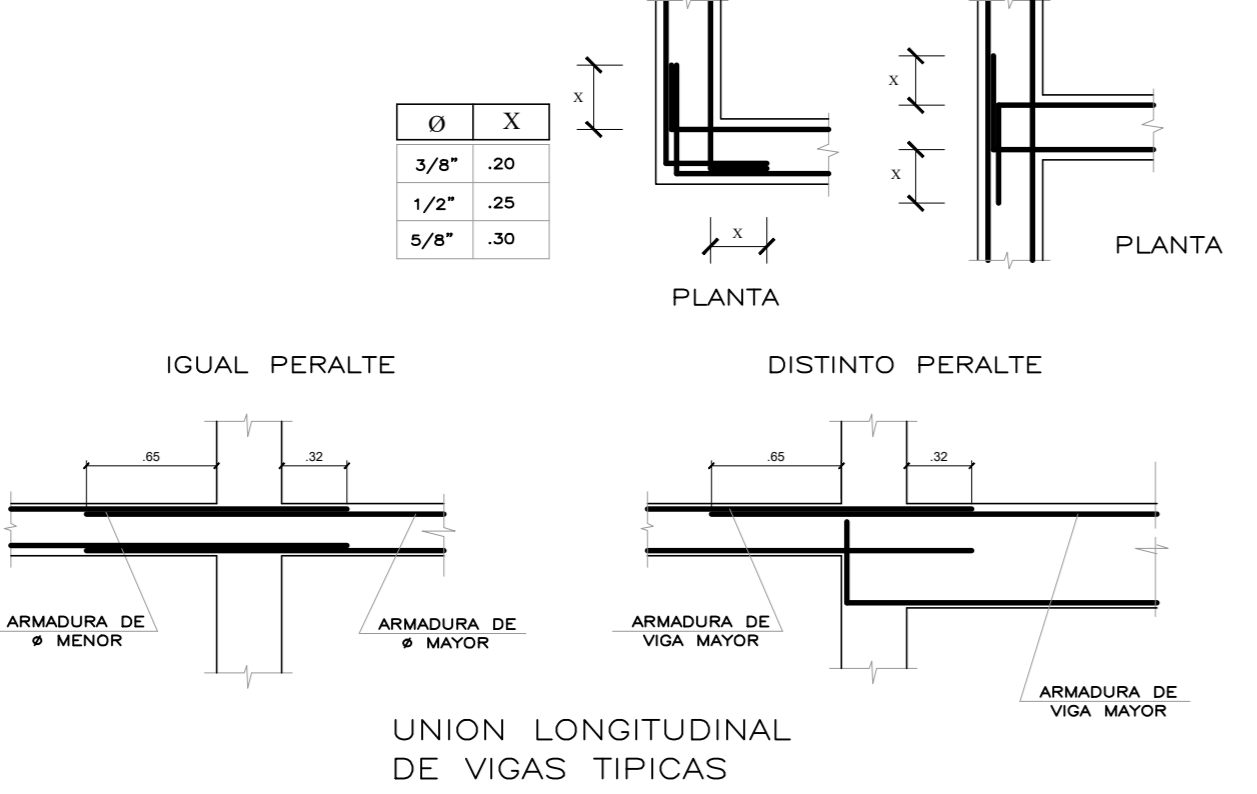 X
X
Ø X
3/8" .20
1/2" .25
5/8" .30
X
X
PLANTA
PLANTA
IGUAL PERALTE
DISTINTO PERALTE
.65 .32
.65 .32
ARMADURA DE
ø MENOR
ARMADURA DE
ø MAYOR
ARMADURA DE
VIGA MAYOR
ARMADURA DE
VIGA MAYOR
UNION LONGITUDINAL
DE VIGAS TIPICAS